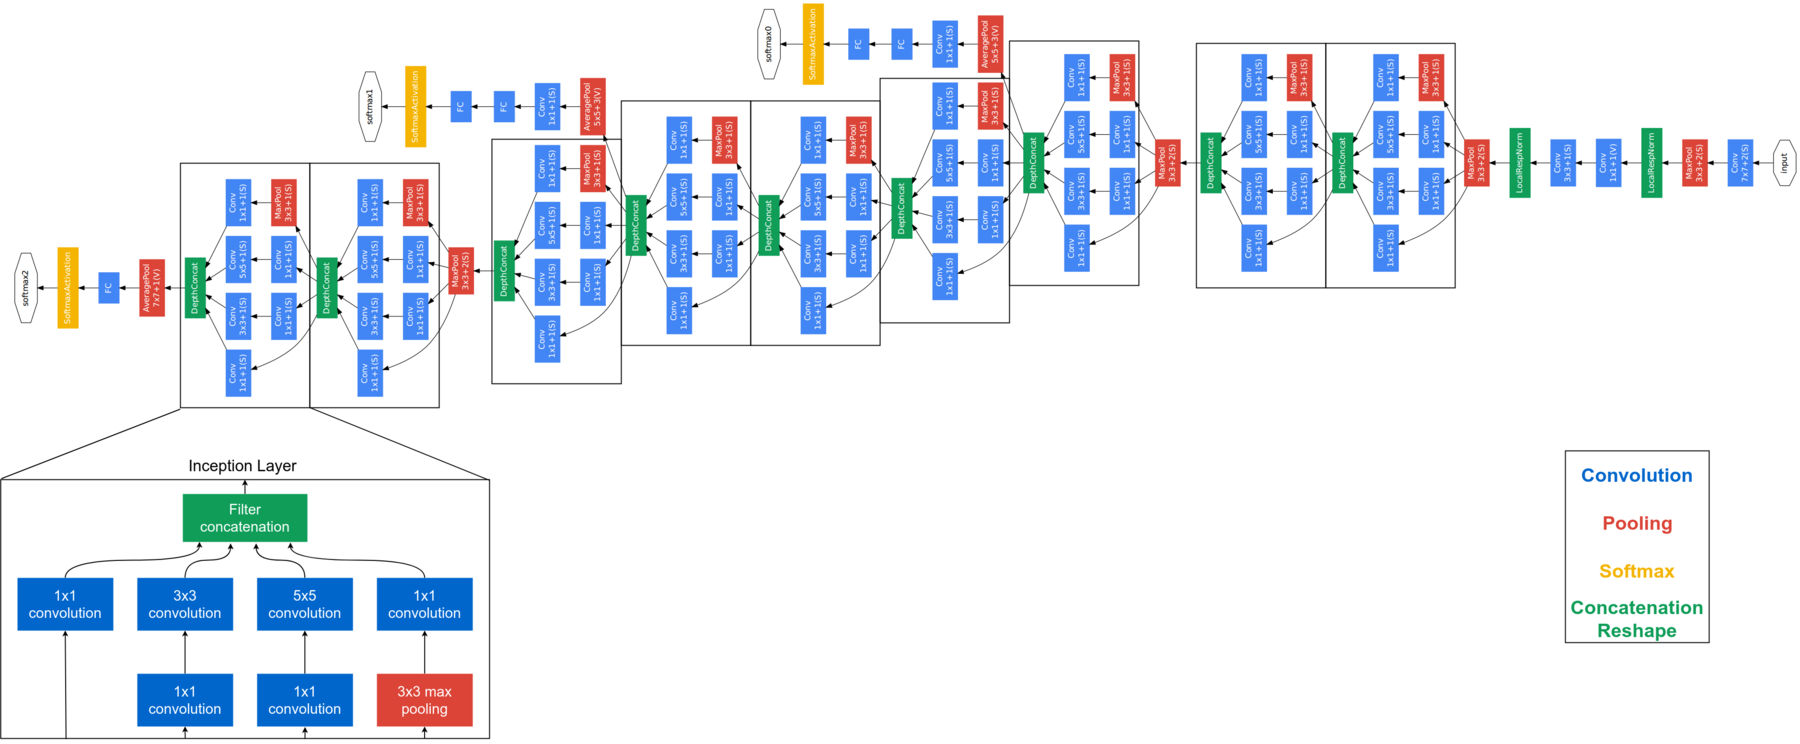 softmax0
SoftmaxActivation
FC
FC
Conv
1x1+1(S)
AveragePool
5x5+3(V)
softmax1
SoftmaxActivation
FC
FC
Conv
1x1+1(S)
AveragePool
5x5+3(V)
softmax2
SoftmaxActivation
FC
AveragePool
7x7+1(V)
DepthConcat
Conv
1x1+1(S)
Conv
5x5+1(S)
Conv
3x3+1(S)
Conv
1x1+1(S)
MaxPool
3x3+1(S)
Conv
1x1+1(S)
Conv
1x1+1(S)
DepthConcat
Conv
1x1+1(S)
Conv
5x5+1(S)
Conv
3x3+1(S)
Conv
1x1+1(S)
MaxPool
3x3+1(S)
Conv
1x1+1(S)
Conv
1x1+1(S)
MaxPool
3x3+2(S)
DepthConcat
Conv
1x1+1(S)
Conv
5x5+1(S)
Conv
3x3+1(S)
Conv
1x1+1(S)
MaxPool
3x3+1(S)
Conv
1x1+1(S)
Conv
1x1+1(S)
DepthConcat
Conv
1x1+1(S)
Conv
5x5+1(S)
Conv
3x3+1(S)
Conv
1x1+1(S)
MaxPool
3x3+1(S)
Conv
1x1+1(S)
Conv
1x1+1(S)
DepthConcat
Conv
1x1+1(S)
Conv
5x5+1(S)
Conv
3x3+1(S)
Conv
1x1+1(S)
MaxPool
3x3+1(S)
Conv
1x1+1(S)
Conv
1x1+1(S)
DepthConcat
Conv
1x1+1(S)
Conv
5x5+1(S)
Conv
3x3+1(S)
Conv
1x1+1(S)
MaxPool
3x3+1(S)
Conv
1x1+1(S)
Conv
1x1+1(S)
DepthConcat
Conv
1x1+1(S)
Conv
5x5+1(S)
Conv
3x3+1(S)
Conv
1x1+1(S)
MaxPool
3x3+1(S)
Conv
1x1+1(S)
Conv
1x1+1(S)
MaxPool
3x3+2(S)
DepthConcat
Conv
1x1+1(S)
Conv
5x5+1(S)
Conv
3x3+1(S)
Conv
1x1+1(S)
MaxPool
3x3+1(S)
Conv
1x1+1(S)
Conv
1x1+1(S)
DepthConcat
Conv
1x1+1(S)
Conv
5x5+1(S)
Conv
3x3+1(S)
Conv
1x1+1(S)
MaxPool
3x3+1(S)
Conv
1x1+1(S)
Conv
1x1+1(S)
MaxPool
3x3+2(S)
LocalRespNorm
Conv
3x3+1(S)
Conv
1x1+1(V)
LocalRespNorm
MaxPool
3x3+2(S)
Conv
7x7+2(S)
input
Inception Layer
Filter
concatenation
1x1
convolution
3x3
convolution
5x5
convolution
1x1
convolution
1x1
convolution
1x1
convolution
3x3 max
pooling
Convolution
Pooling
Softmax
Concatenation
Reshape